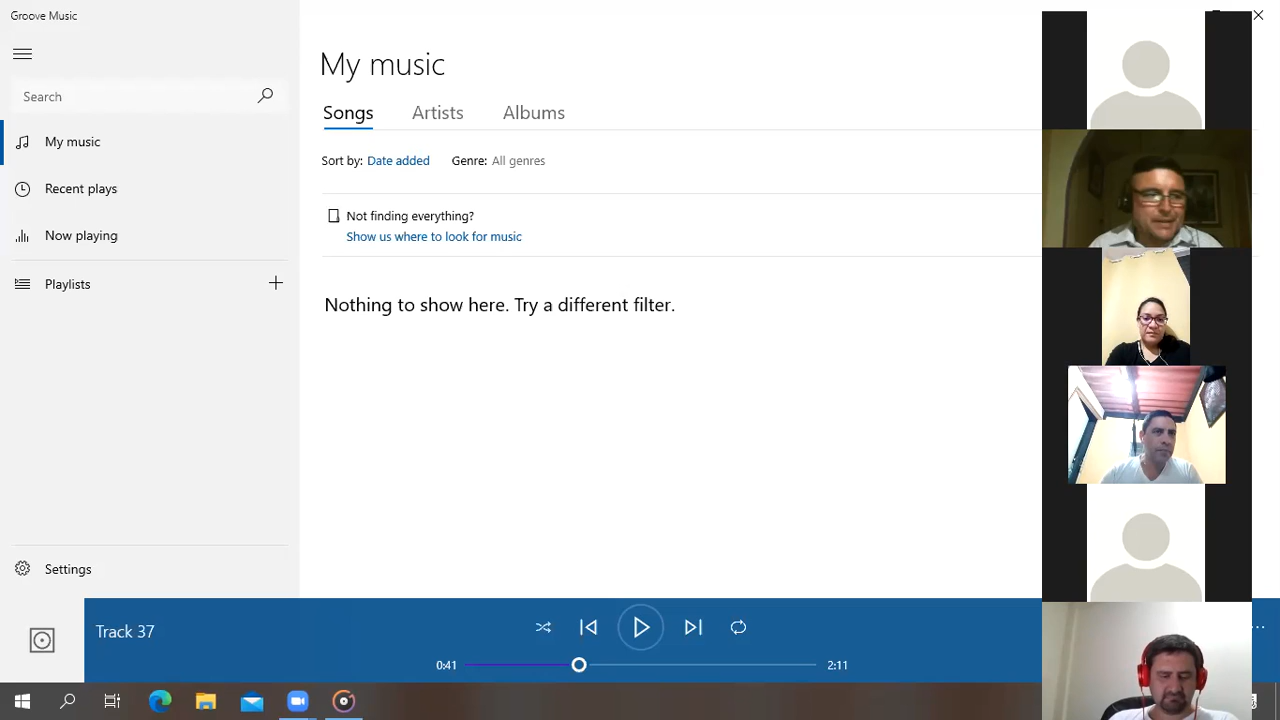 Groove Music
Search
My music
Recent plays
Now playing
Playlists
Settings
My music
Songs Artists Albums
Sort by: Date added Genre: All genres
Not finding everything?
Show us where to look for music
Nothing to show here. Try a different filter.
Track 37
0:41 2:11